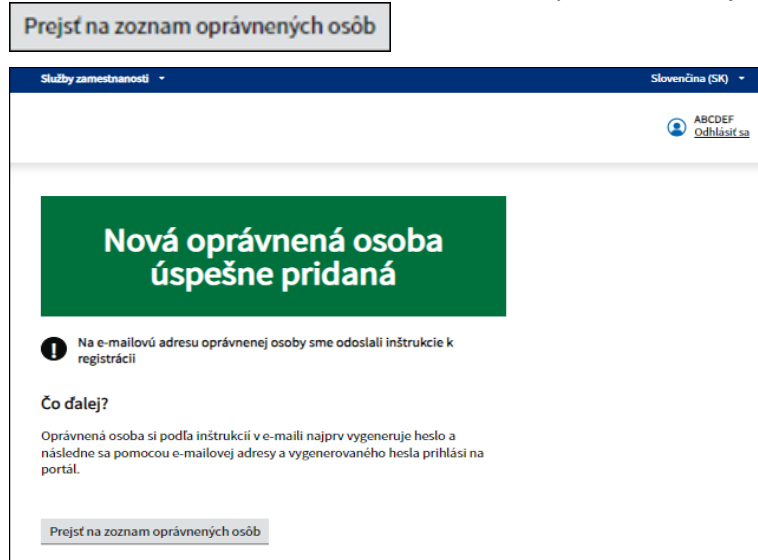 Prejsť na zoznam oprávnených osôb
Služby zamestnanosti
Slovenčina (SK)
ABCDEF
Odhlásiť sa
Nová oprávnená osoba
úspešne pridaná
Na e-mailovú adresu oprávnenej osoby sme odoslali inštrukcie k
registrácii
Čo ďalej?
Oprávnená osoba si podľa inštrukcií v e-maili najprv vygeneruje heslo a
následne sa pomocou e-mailovej adresy a vygenerovaného hesla prihlási na
portál.
Prejsť na zoznam oprávnených osôb